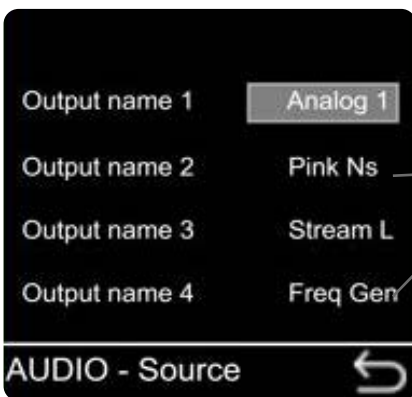 Output name 1 Analog 1
Output name 2 Pink Ns
Output name 3 Stream L
Output name 4 Freq Gen
AUDIO - Source